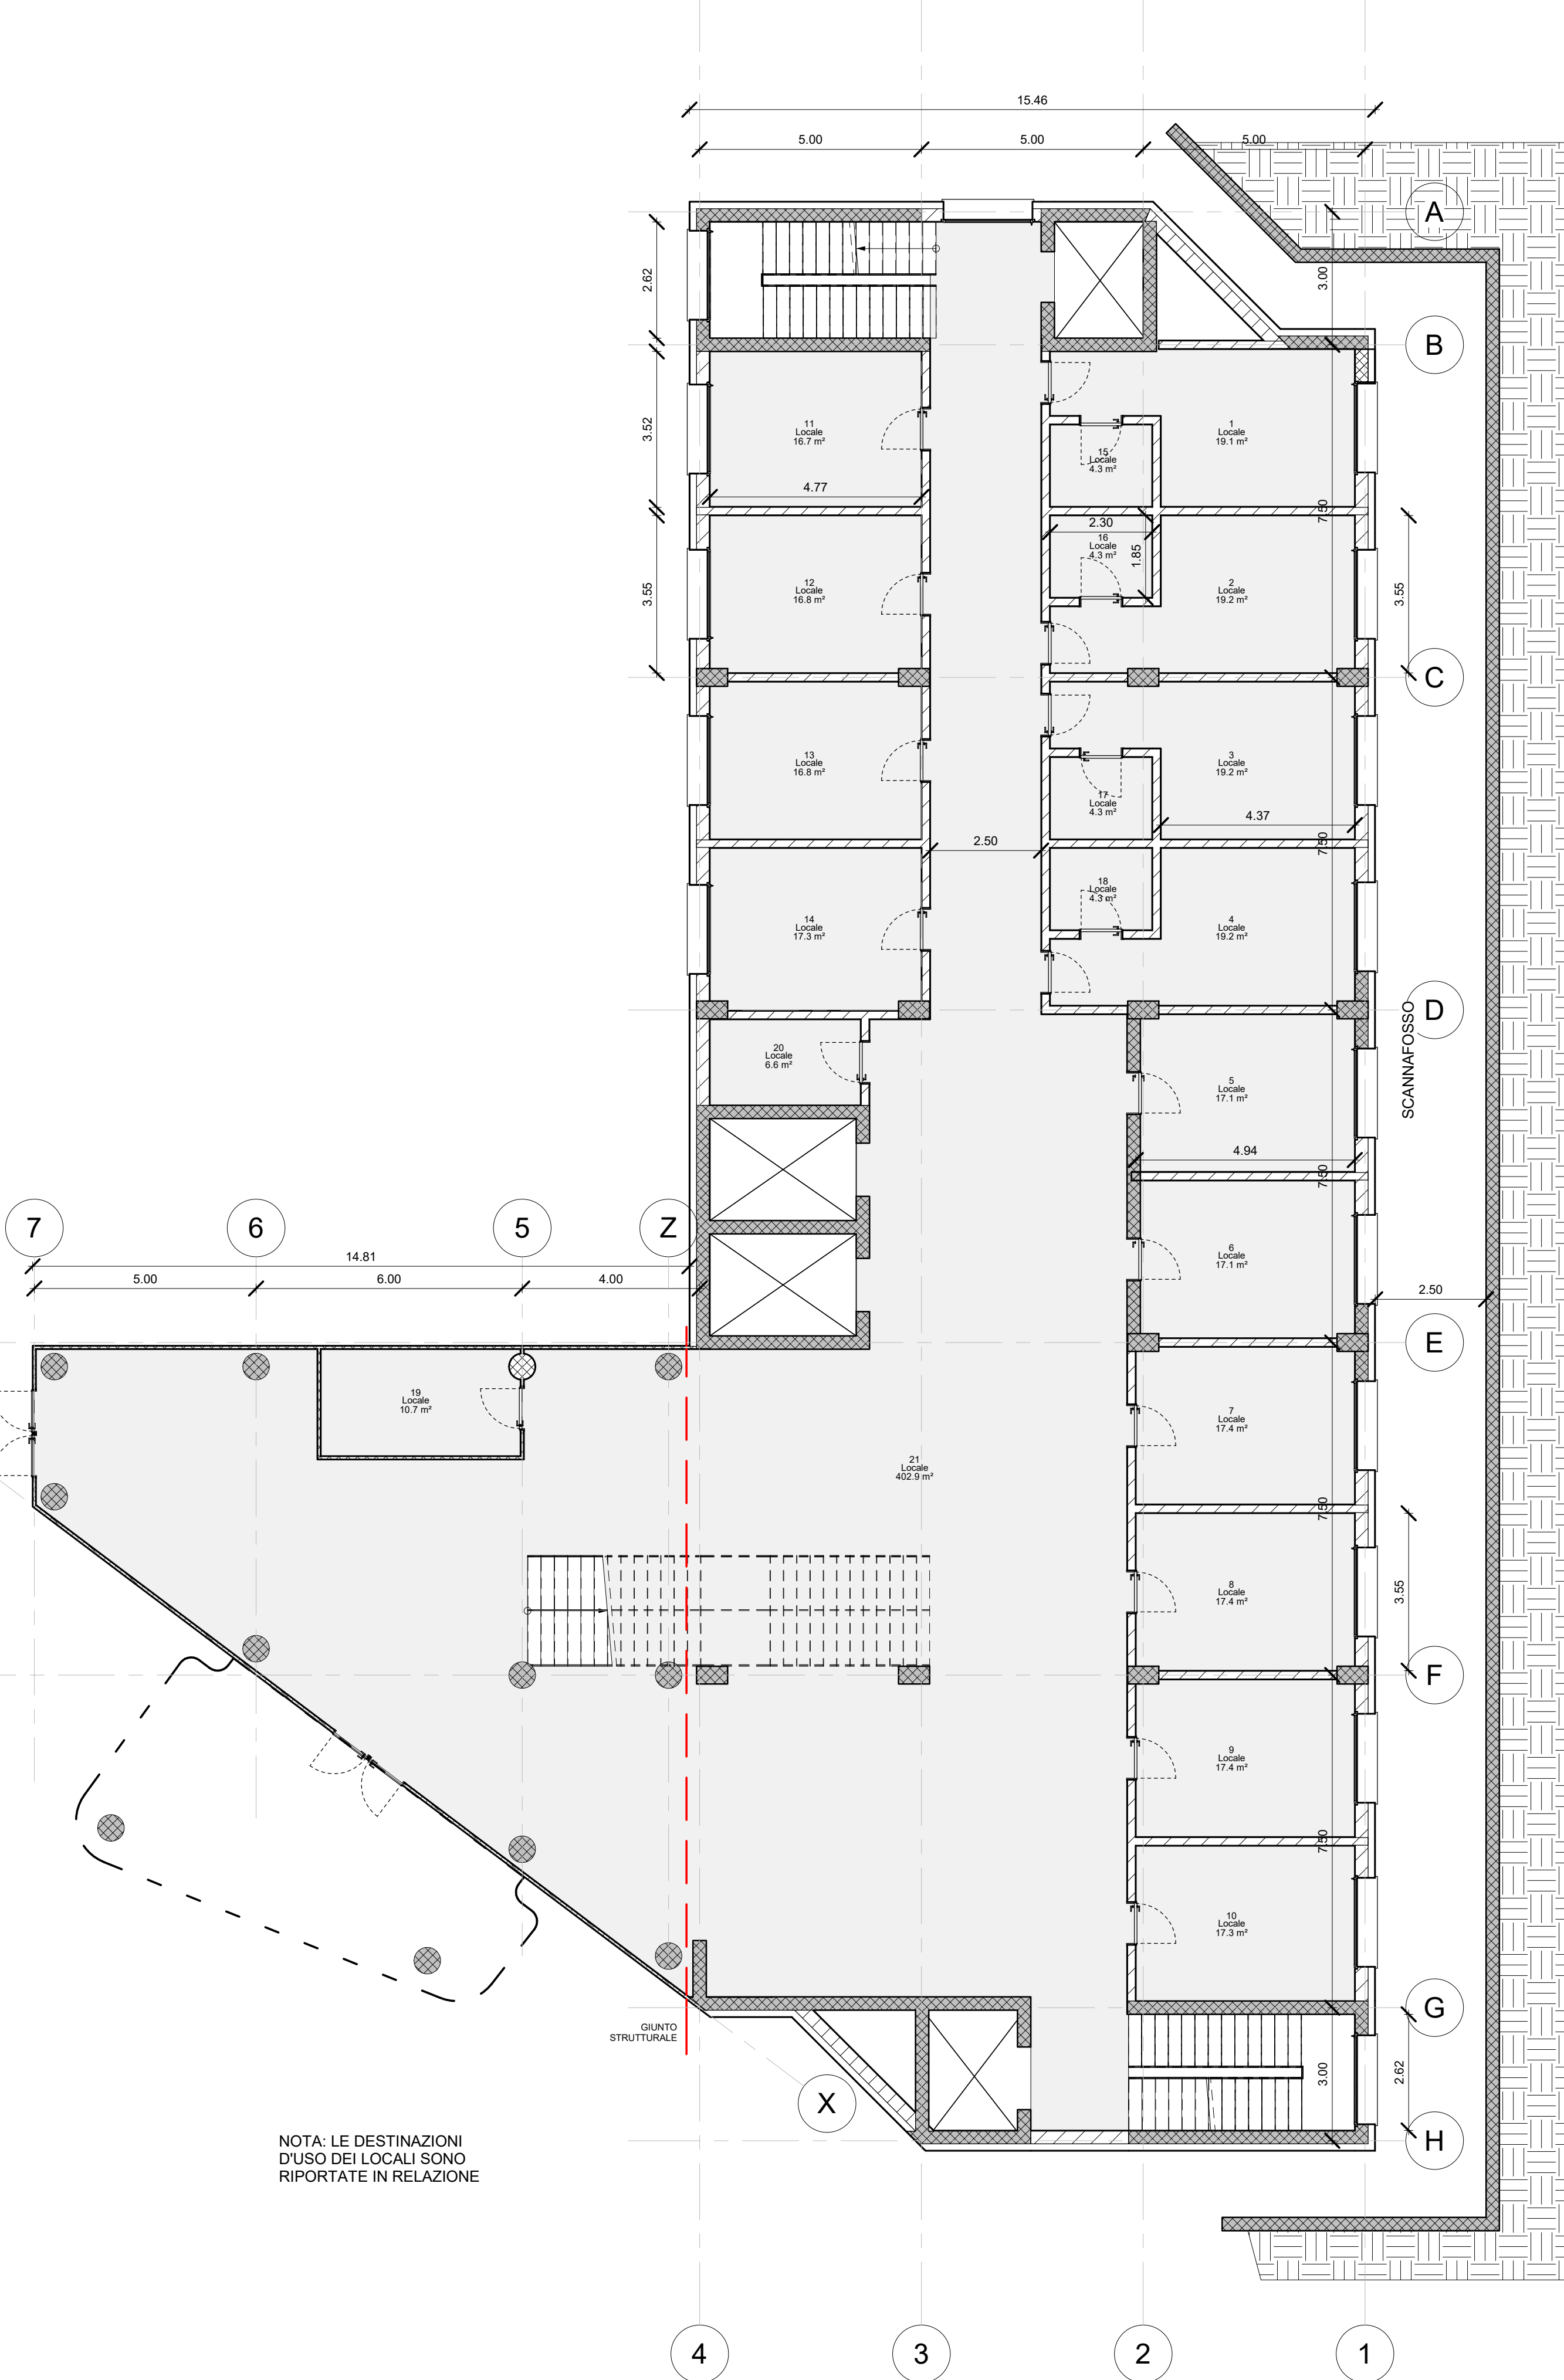 15.46
5.00
5.00
5.00
A
2.62
3.00
B
3.52
11
Locale
16.7 m²
1
Locale
19.1 m²
15
Locale
4.3 m²
4.77
7.50
2.30
16
Locale
4.3 m²
1.85
3.55
12
Locale
16.8 m²
2
Locale
19.2 m²
3.55
C
13
Locale
16.8 m²
3
Locale
19.2 m²
17
Locale
4.3 m²
4.37
2.50
7.50
18
Locale
4.3 m²
14
Locale
17.3 m²
4
Locale
19.2 m²
D
SCANNAFOSSO
20
Locale
6.6 m²
5
Locale
17.1 m²
4.94
7.50
7
6
5
Z
14.81
5.00
6.00
4.00
6
Locale
17.1 m²
2.50
E
19
Locale
10.7 m²
7
Locale
17.4 m²
21
Locale
402.9 m²
7.50
8
Locale
17.4 m²
3.55
F
9
Locale
17.4 m²
7.50
10
Locale
17.3 m²
G
GIUNTO
STRUTTURALE
3.00
2.62
X
H
NOTA: LE DESTINAZIONI
D'USO DEI LOCALI SONO
RIPORTATE IN RELAZIONE
4
3
2
1